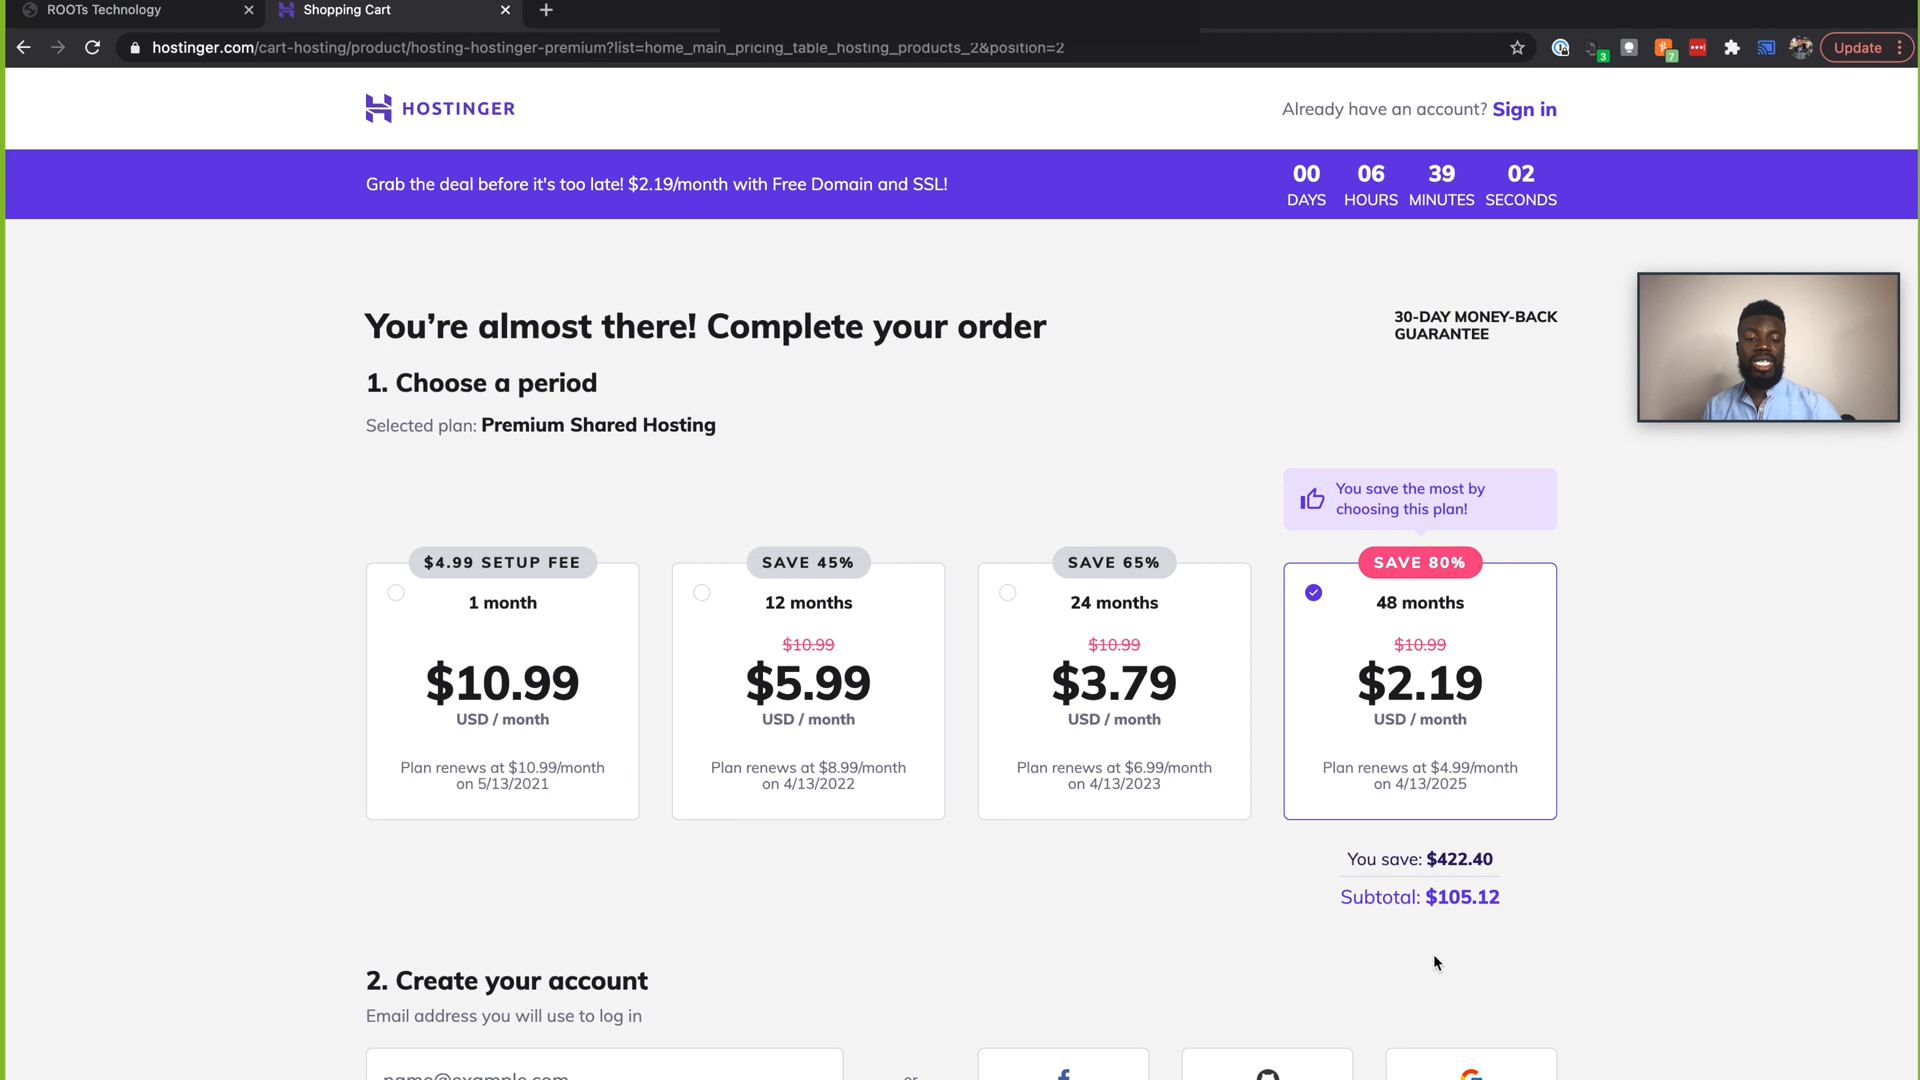 ROOTs Technology
Shopping Cart
hostinger.com/cart-hosting/product/hosting-hostinger-premium?list=home_main_pricing_table_hosting_products_2&position=2
3
7
Update
HOSTINGER
Already have an account? Sign in
Grab the deal before it's too late! $2.19/month with Free Domain and SSL!
00 06 39 02
DAYS HOURS MINUTES SECONDS
You're almost there! Complete your order
30-DAY MONEY-BACK
GUARANTEE
1. Choose a period
Selected plan: Premium Shared Hosting
You save the most by
choosing this plan!
$4.99 SETUP FEE
1 month
$10.99
USD / month
Plan renews at $10.99/month
on 5/13/2021
SAVE 45%
12 months
$10.99
$5.99
USD / month
Plan renews at $8.99/month
on 4/13/2022
SAVE 65%
24 months
$10.99
$3.79
USD / month
Plan renews at $6.99/month
on 4/13/2023
SAVE 80%
48 months
$10.99
$2.19
USD / month
Plan renews at $4.99/month
on 4/13/2025
You save: $422.40
Subtotal: $105.12
2. Create your account
Email address you will use to log in
name@example.com
or